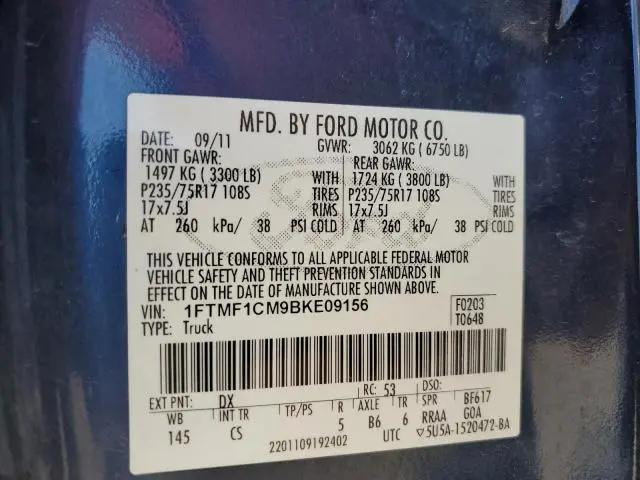 MFD. BY FORD MOTOR CO.
DATE: 09/11 GVWR: 3062 KG ( 6750 LB)
FRONT GAWR: REAR GAWR:
1497 KG ( 3300 LB) WITH 1724 KG ( 3800 LB) WITH
P235/75R17 108S TIRES P235/75R17 108S TIRES
17x7.5J RIMS 17x7.5J RIMS
AT 260 kPa/ 38 PSI COLD AT 260 kPa/ 38 PSI COLD
THIS VEHICLE CONFORMS TO ALL APPLICABLE FEDERAL MOTOR
VEHICLE SAFETY AND THEFT PREVENTION STANDARDS IN
EFFECT ON THE DATE OF MANUFACTURE SHOWN ABOVE.
VIN: 1FTMF1CM9BKE09156 F0203
TYPE: Truck T0648
EXT PNT: DX RC: 53 DSO:
WB INT TR TP/PS R AXLE TR SPR BF617
145 CS 5 B6 6 RRAA GOA
2201109192402 UTC ▽5U5A-1520472-BA